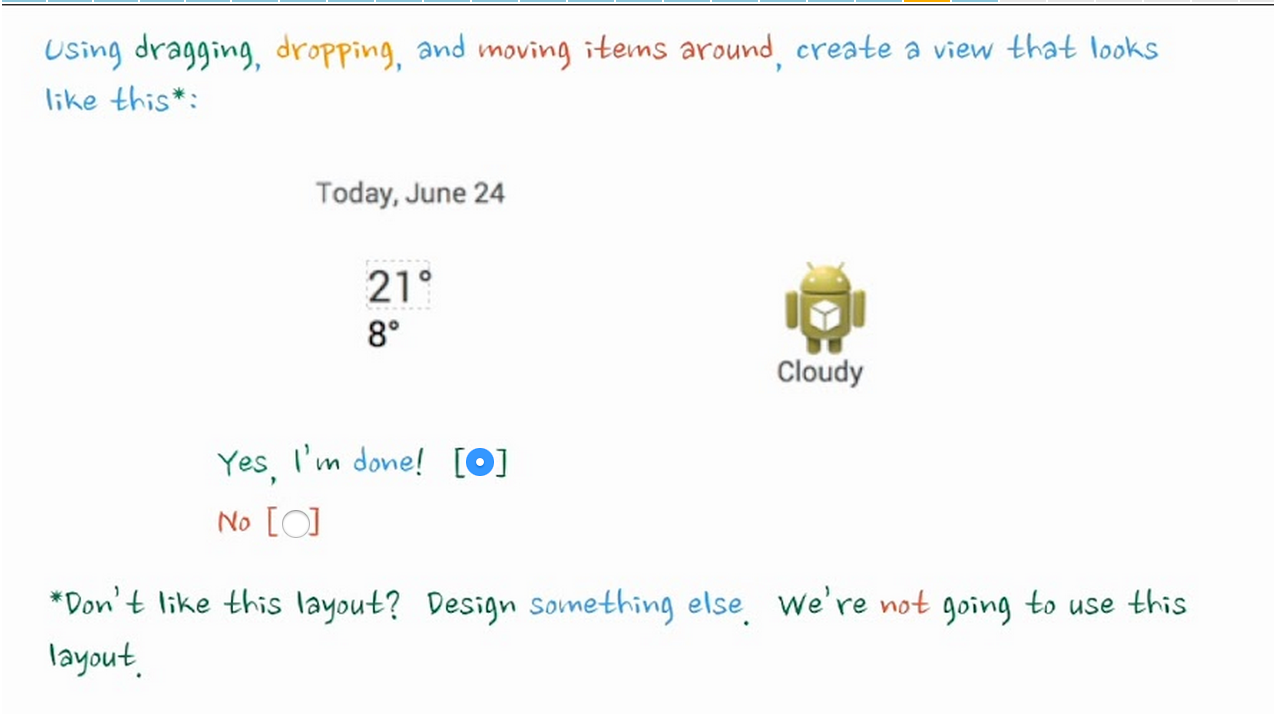 Using dragging, dropping, and moving items around, create a view that looks
like this*:
Today, June 24
21°
8°
Cloudy
Yes, I'm done! [ ]
No [ ]
*Don't like this layout? Design something else. We're not going to use this
layout.